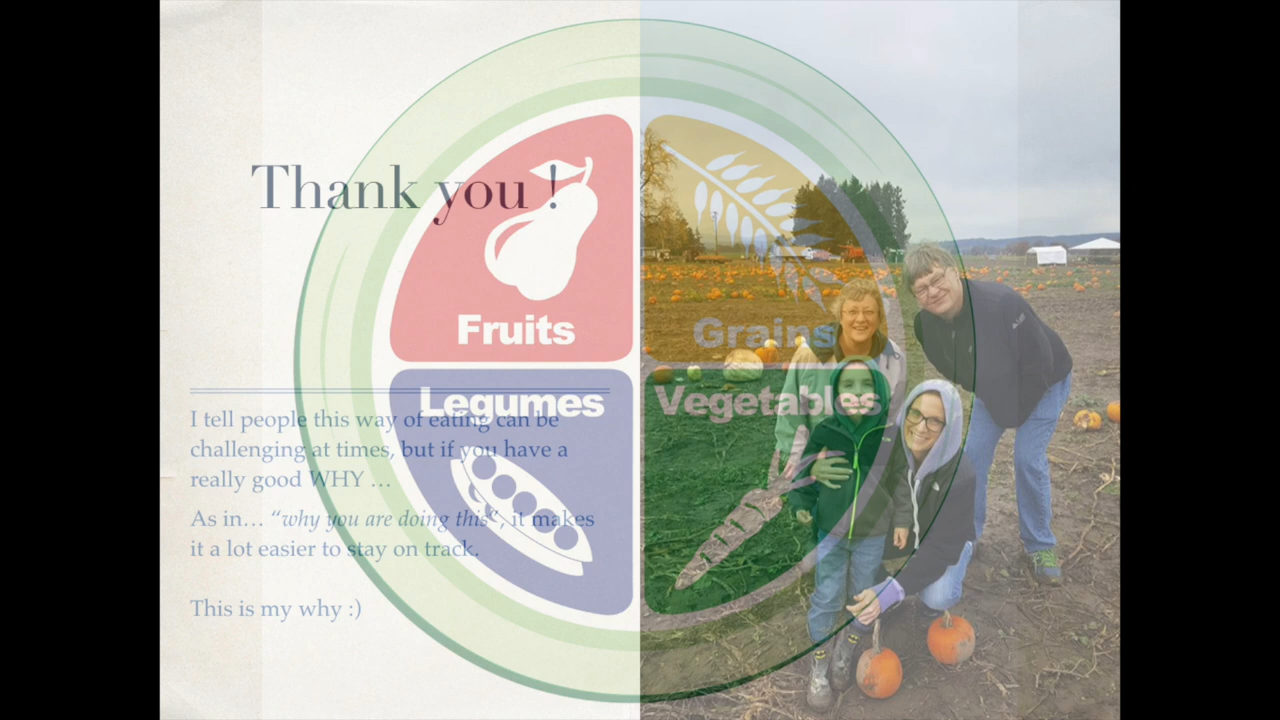 Thank you !
Fruits
Grains
Legumes
Vegetables
I tell people this way of eating can be
challenging at times, but if you have a
really good WHY …
As in… “why you are doing this”, it makes
it a lot easier to stay on track.
This is my why :)